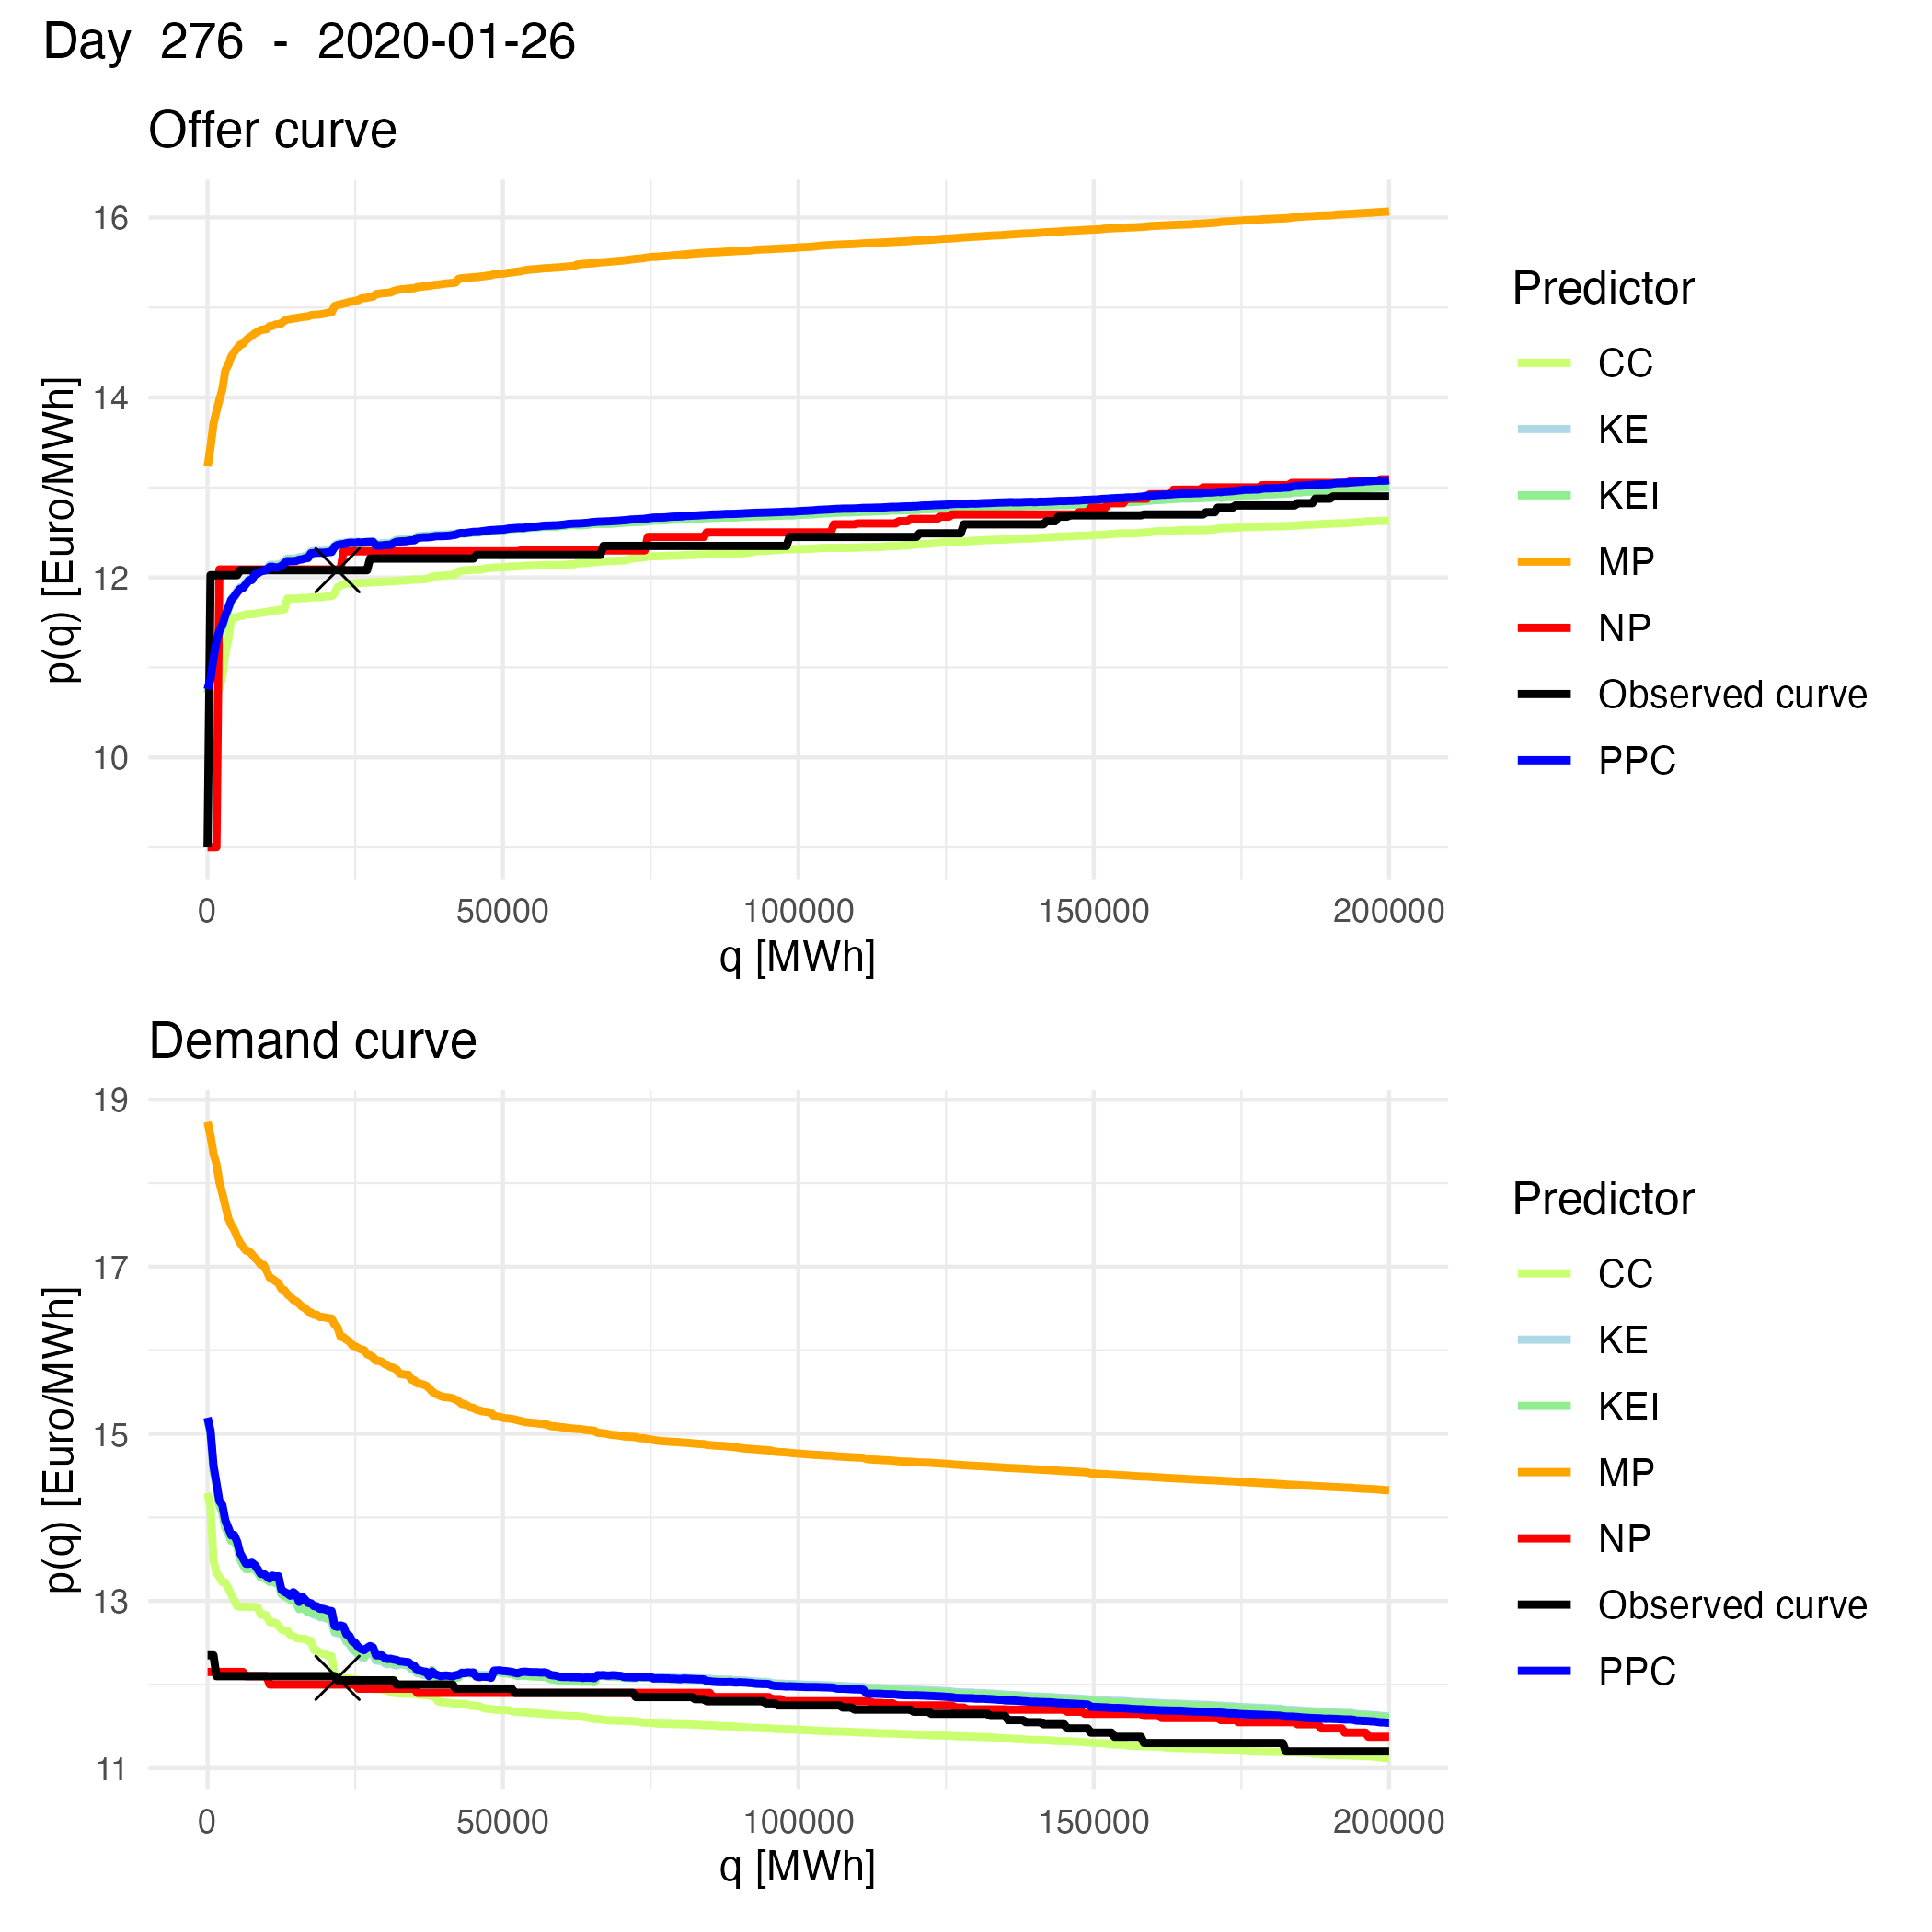 Day 276 - 2020-01-26
Offer curve
16
14
12
10
p(q) [Euro/MWh]
0 50000 100000 150000 200000
q [MWh]
Predictor
CC
KE
KEI
MP
NP
Observed curve
PPC
Demand curve
19
17
15
13
11
p(q) [Euro/MWh]
0 50000 100000 150000 200000
q [MWh]
Predictor
CC
KE
KEI
MP
NP
Observed curve
PPC